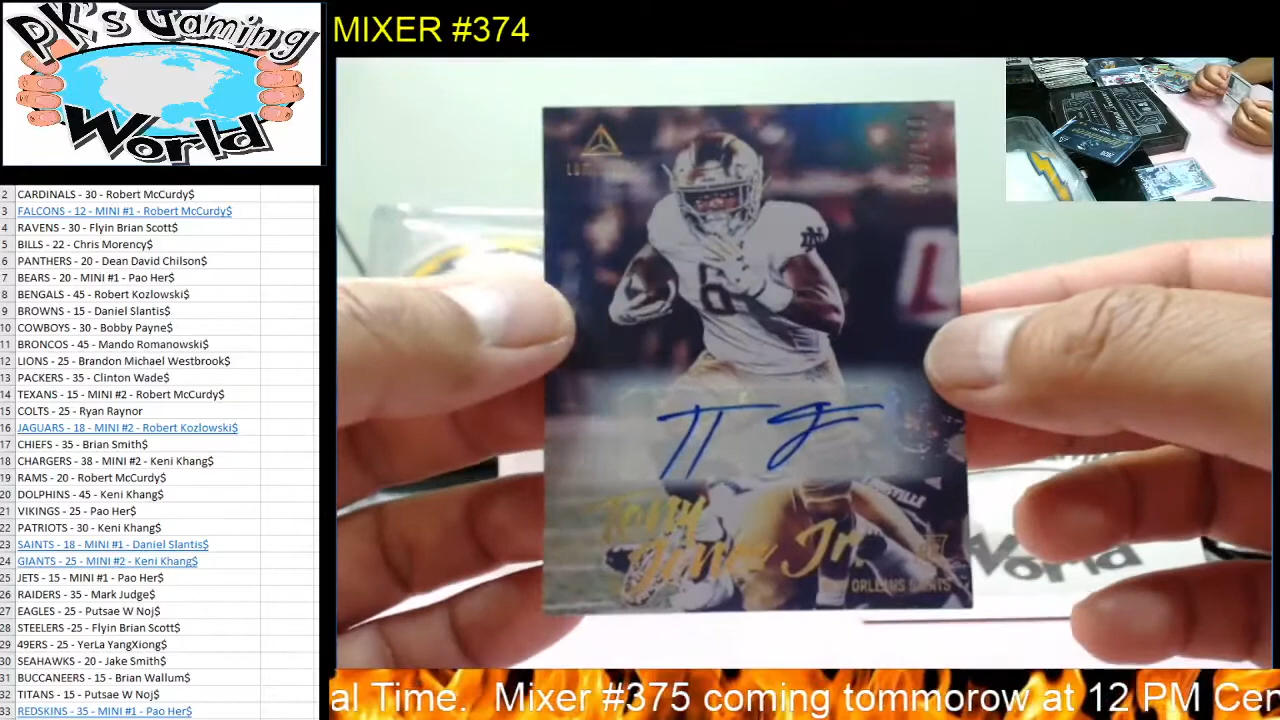 PK's Gaming
World
MIXER #374
2 CARDINALS - 30 - Robert McCurdy$
3 FALCONS - 12 - MINI #1 - Robert McCurdy$
4 RAVENS - 30 - Flyin Brian Scott$
5 BILLS - 22 - Chris Morency$
6 PANTHERS - 20 - Dean David Chilson$
7 BEARS - 20 - MINI #1 - Pao Her$
8 BENGALS - 45 - Robert Kozlowski$
9 BROWNS - 15 - Daniel Slantis$
10 COWBOYS - 30 - Bobby Payne$
11 BRONCOS - 45 - Mando Romanowski$
12 LIONS - 25 - Brandon Michael Westbrook$
13 PACKERS - 35 - Clinton Wade$
14 TEXANS - 15 - MINI #2 - Robert McCurdy$
15 COLTS - 25 - Ryan Raynor
16 JAGUARS - 18 - MINI #2 - Robert Kozlowski$
17 CHIEFS - 35 - Brian Smith$
18 CHARGERS - 38 - MINI #2 - Keni Khang$
19 RAMS - 20 - Robert McCurdy$
20 DOLPHINS - 45 - Keni Khang$
21 VIKINGS - 25 - Pao Her$
22 PATRIOTS - 30 - Keni Khang$
23 SAINTS - 18 - MINI #1 - Daniel Slantis$
24 GIANTS - 25 - MINI #2 - Keni Khang$
25 JETS - 15 - MINI #1 - Pao Her$
26 RAIDERS - 35 - Mark Judge$
27 EAGLES - 25 - Putsae W Noj$
28 STEELERS -25 - Flyin Brian Scott$
29 49ERS - 25 - YerLa YangXiong$
30 SEAHAWKS - 20 - Jake Smith$
31 BUCCANEERS - 15 - Brian Wallum$
32 TITANS - 15 - Putsae W Noj$
33 REDSKINS - 35 - MINI #1 - Pao Her$
6
LOUISVILLE
Tony
Jones Jr.
ORLEANS SAINTS
World
al Time. Mixer #375 coming tommorow at 12 PM Cen